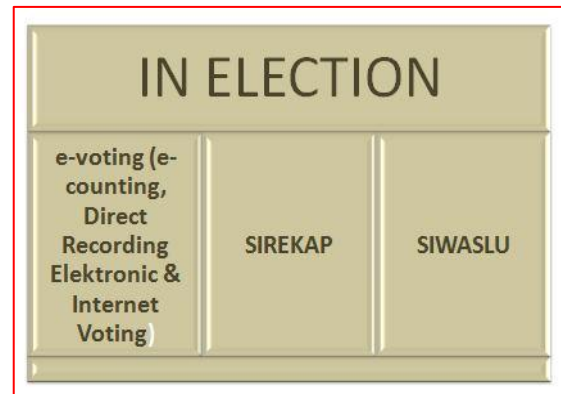 IN ELECTION
e-voting (e-
counting,
Direct
Recording
Elektronic &
Internet
Voting)
SIREKAP
SIWASLU